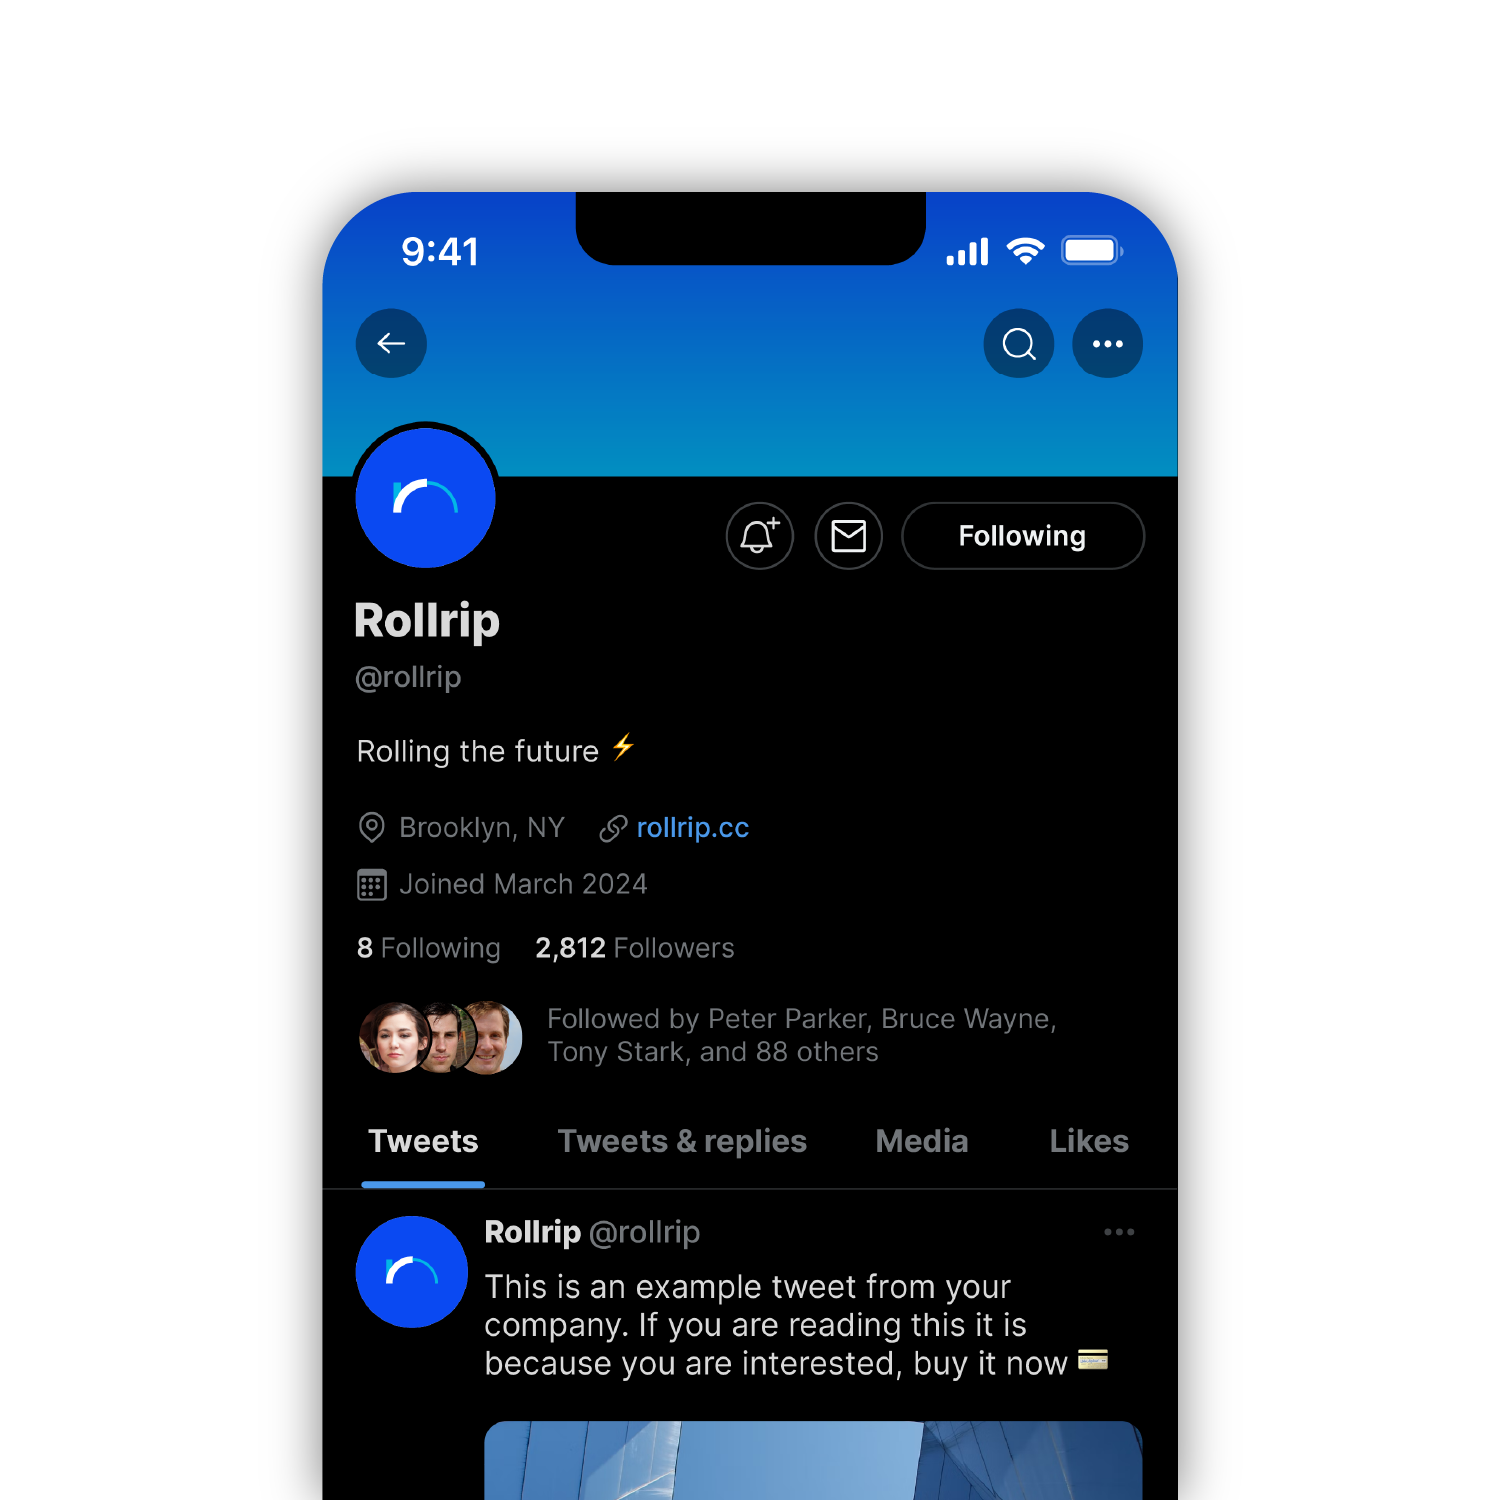 9:41
Following
Rollrip
@rollrip
Rolling the future ⚡
Brooklyn, NY rollrip.cc
Joined March 2024
8 Following 2,812 Followers
Followed by Peter Parker, Bruce Wayne,
Tony Stark, and 88 others
Tweets Tweets & replies Media Likes
Rollrip @rollrip
This is an example tweet from your
company. If you are reading this it is
because you are interested, buy it now 💳